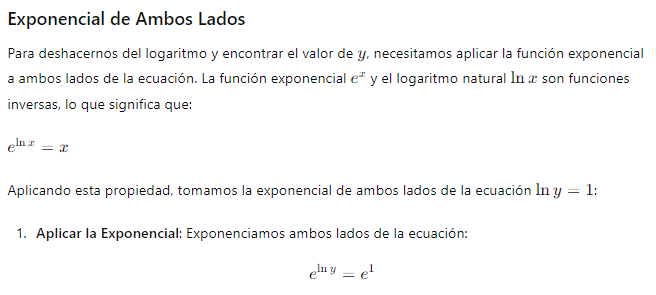 Exponencial de Ambos Lados
Para deshacernos del logaritmo y encontrar el valor de y, necesitamos aplicar la función exponencial
a ambos lados de la ecuación. La función exponencial eˣ y el logaritmo natural ln x son funciones
inversas, lo que significa que:
e^{ln x} = x
Aplicando esta propiedad, tomamos la exponencial de ambos lados de la ecuación ln y = 1:
1. Aplicar la Exponencial: Exponenciamos ambos lados de la ecuación:
e^{ln y} = e^1